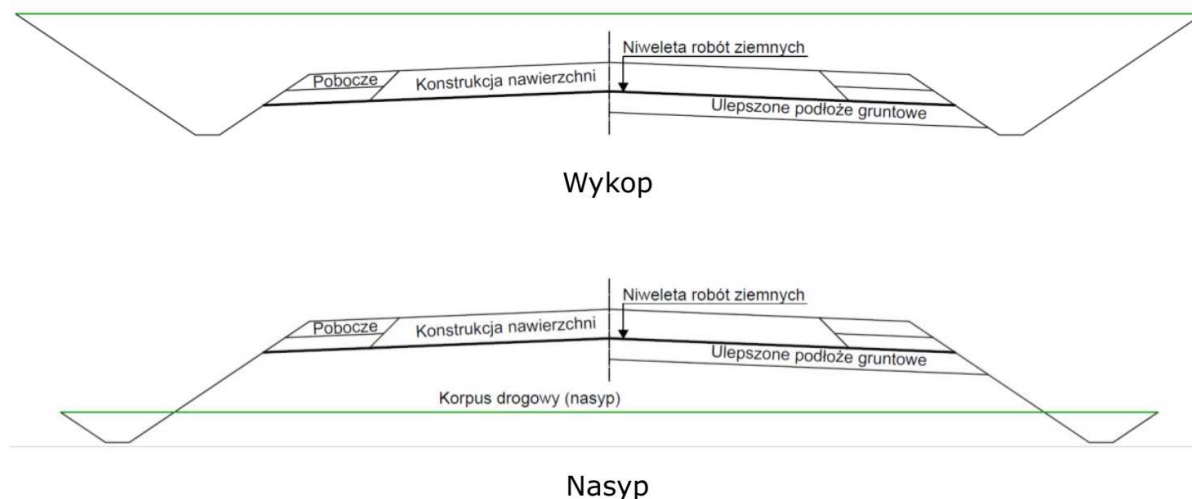 Niweleta robót ziemnych
Pobocze
Konstrukcja nawierzchni
Ulepszone podłoże gruntowe
Wykop
Niweleta robót ziemnych
Pobocze
Konstrukcja nawierzchni
Ulepszone podłoże gruntowe
Korpus drogowy (nasyp)
Nasyp